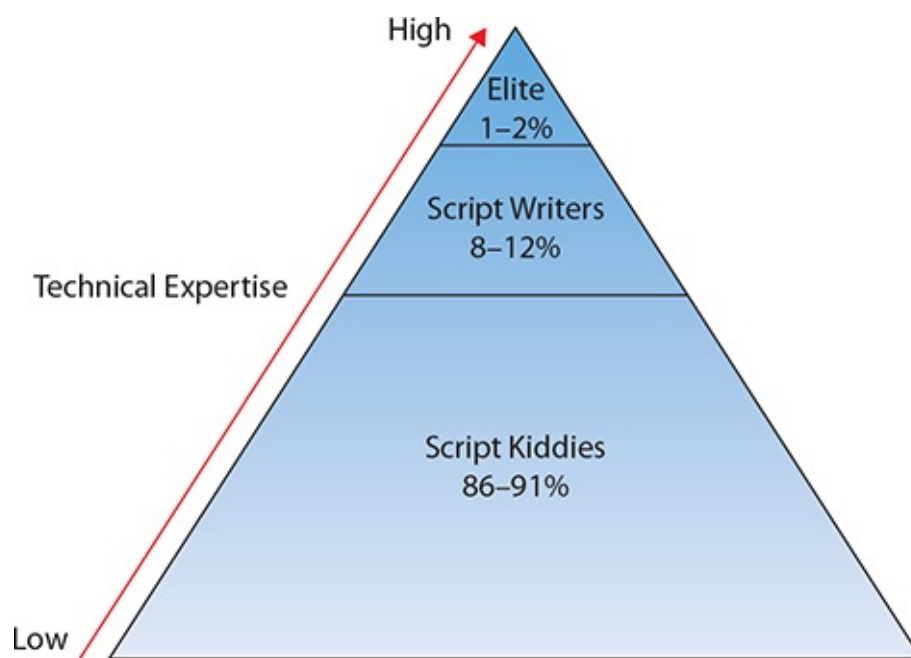 High
Elite
1–2%
Script Writers
8–12%
Technical Expertise
Script Kiddies
86–91%
Low